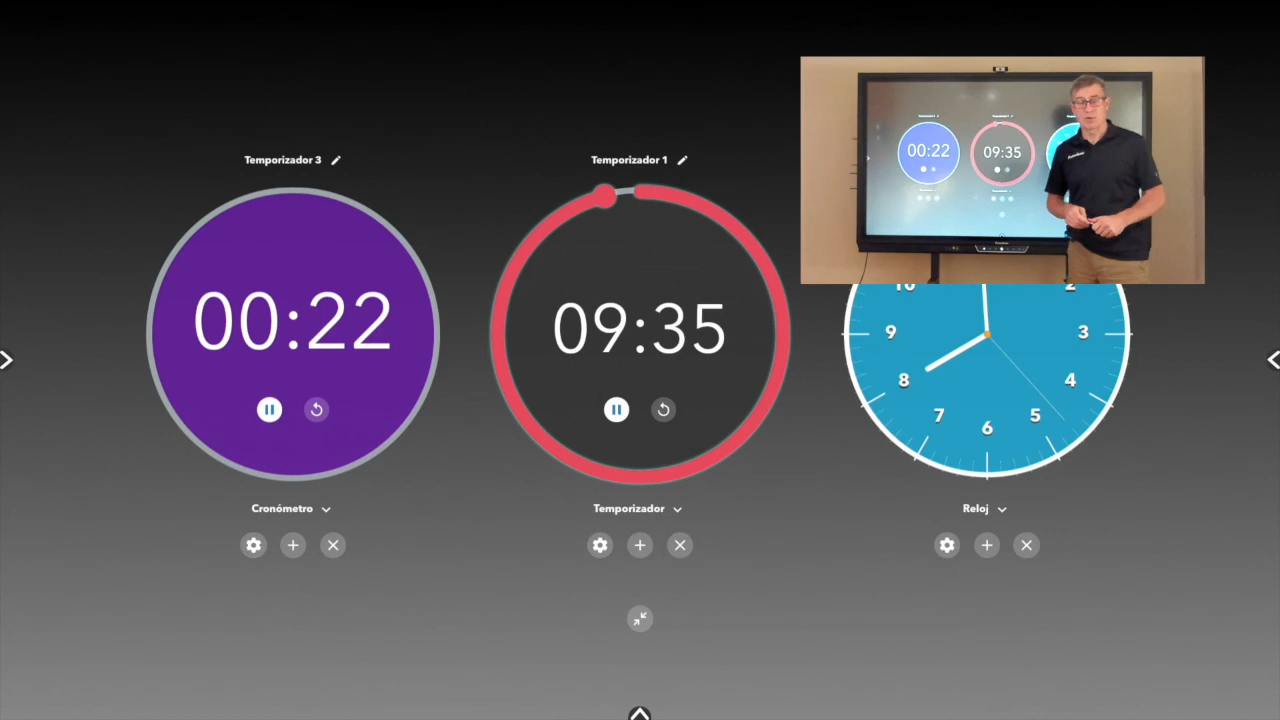 Temporizador 3
00:22
Cronómetro
Temporizador 1
09:35
Temporizador
00:22
09:35
10
2
9
3
8
4
7
5
6
Reloj